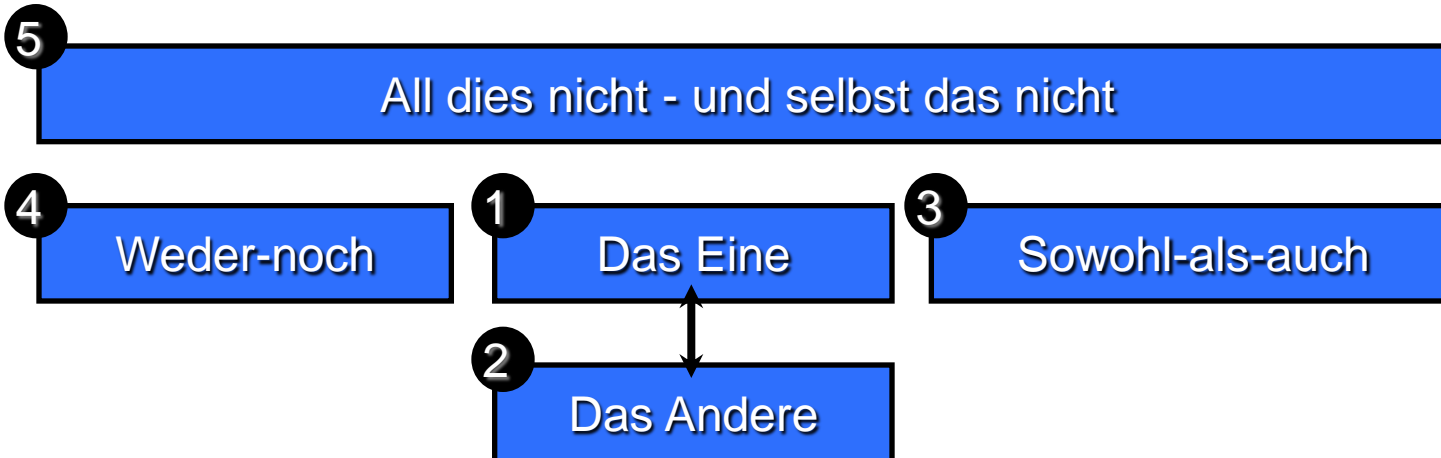 5
All dies nicht - und selbst das nicht
4
Weder-noch
1
Das Eine
3
Sowohl-als-auch
2
Das Andere